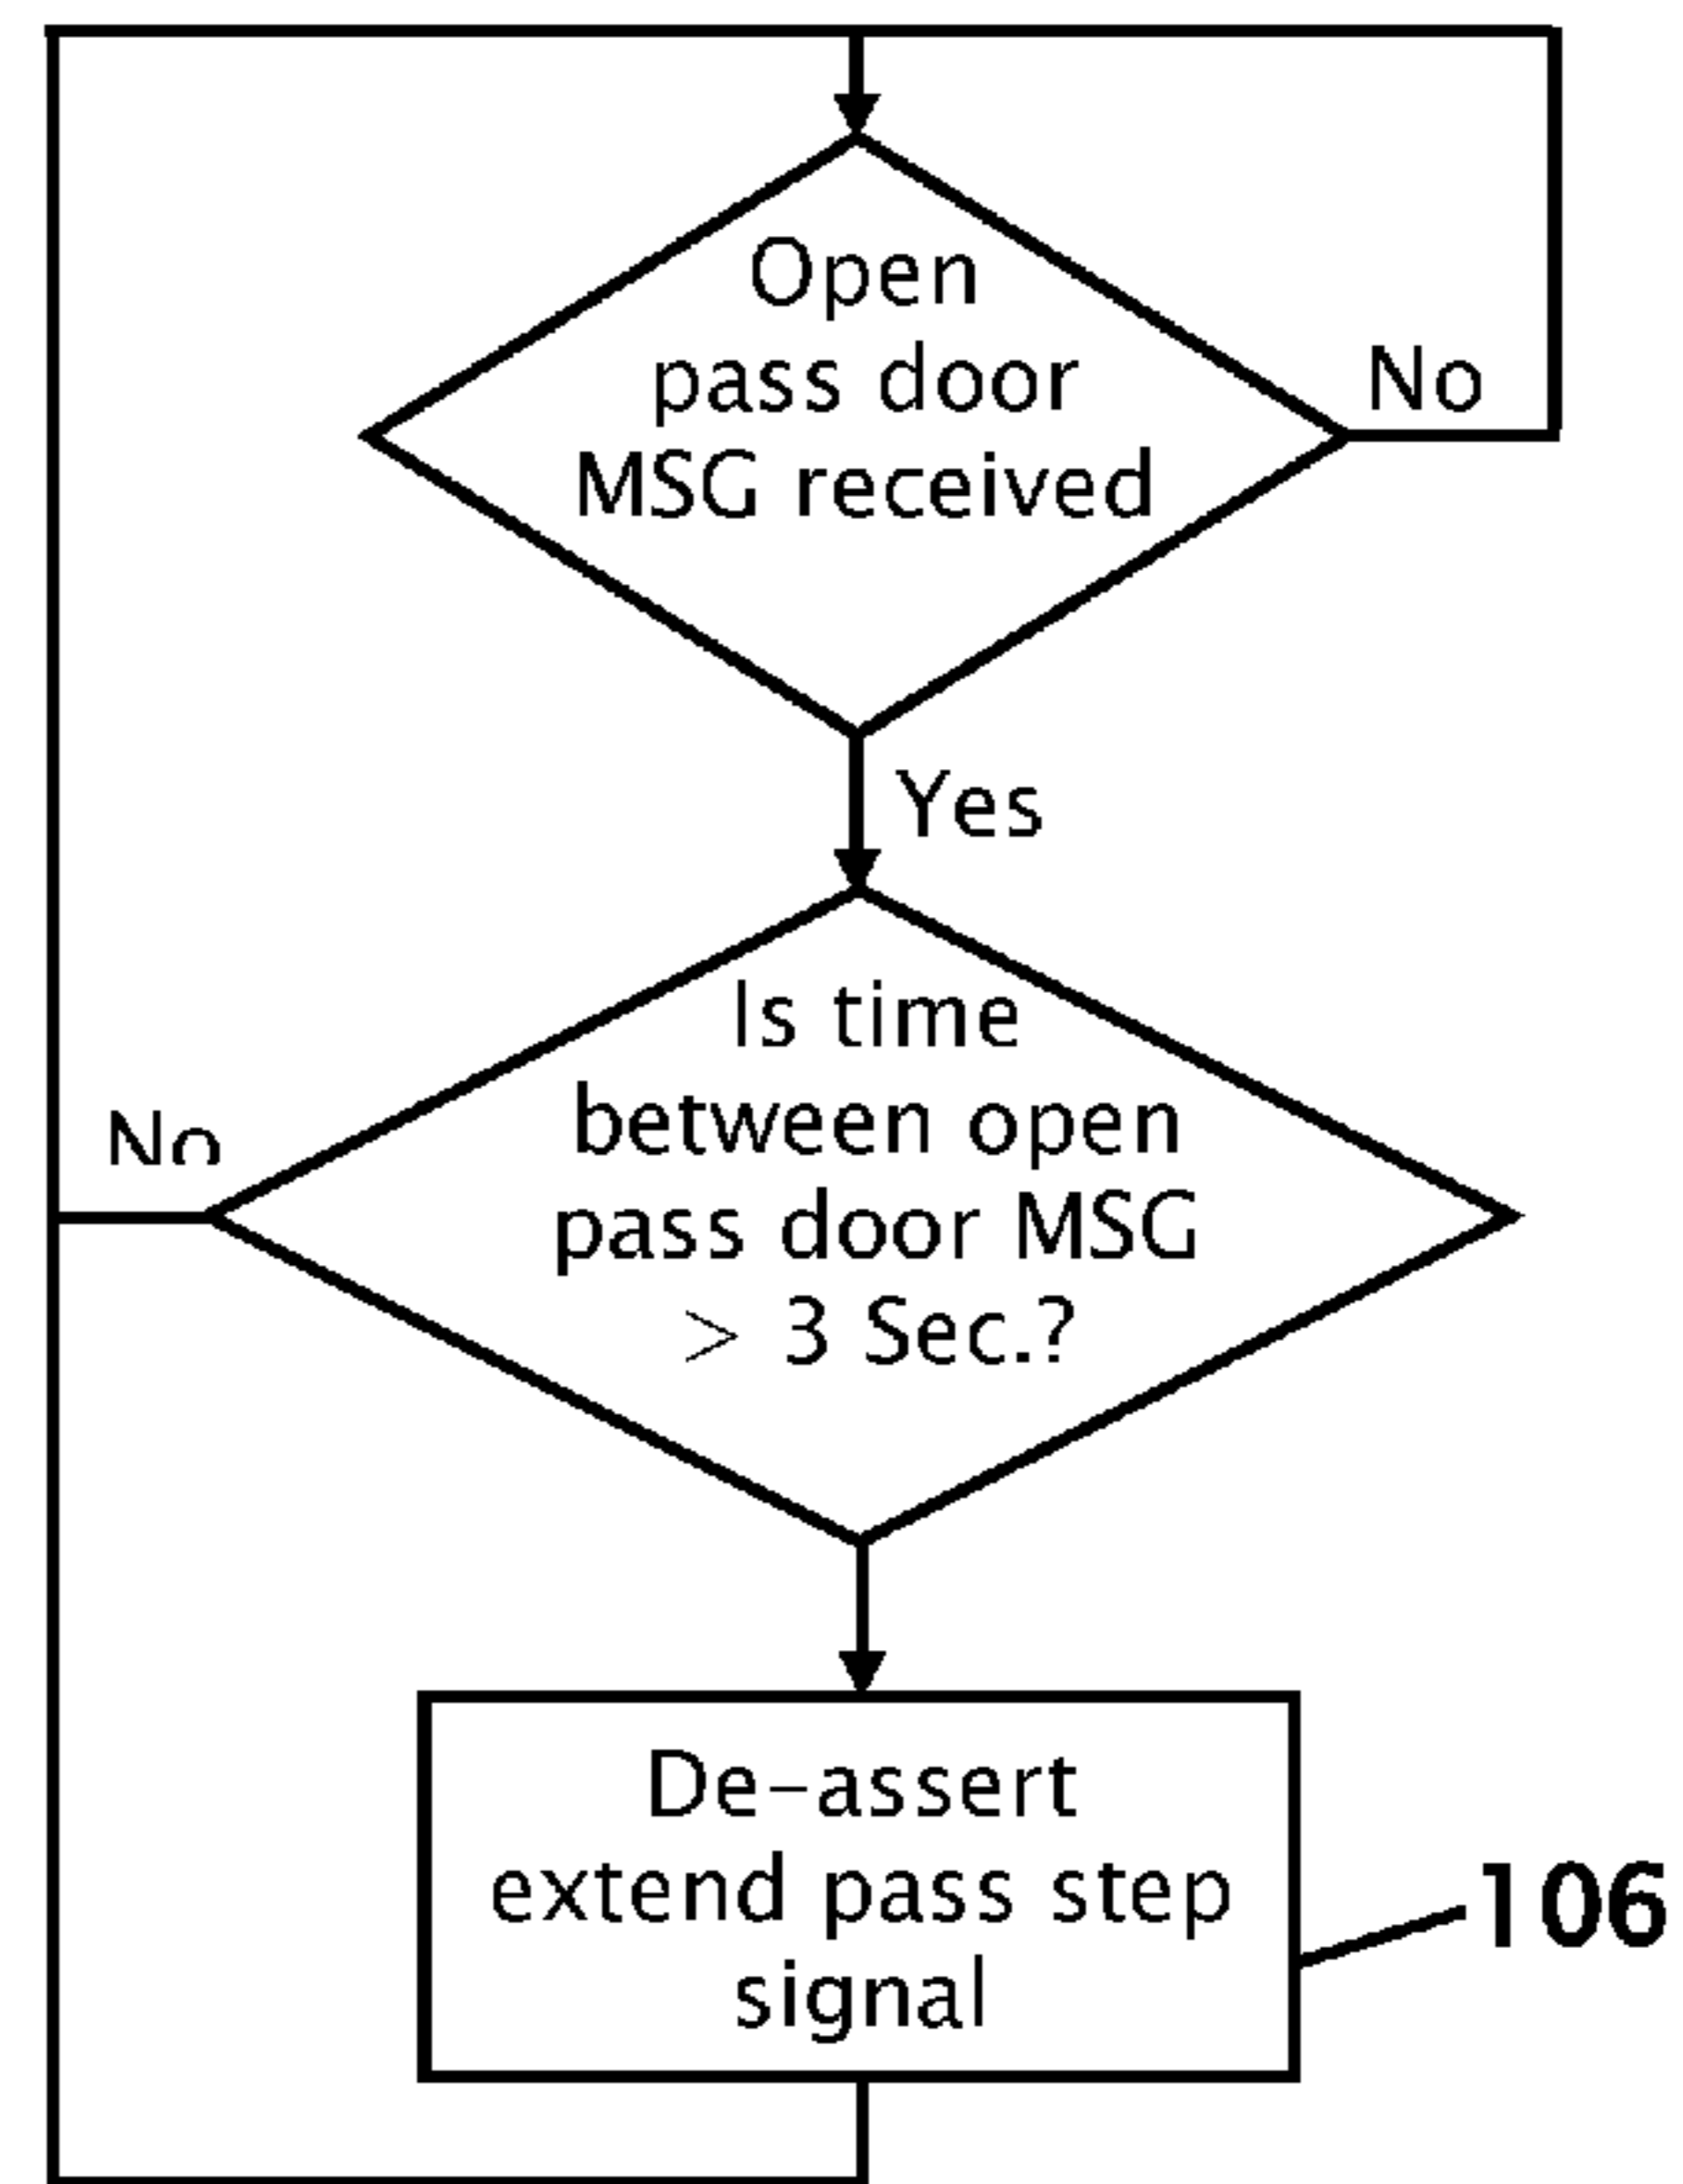 Open
pass door
MSG received
No
Yes
Is time
between open
pass door MSG
> 3 Sec.?
No
De-assert
extend pass step
signal
106